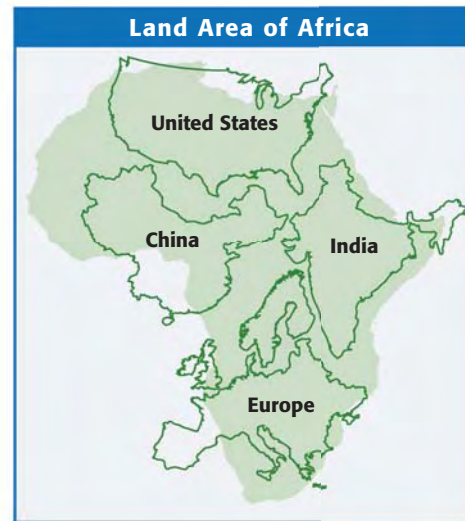 Land Area of Africa
United States
China
India
Europe